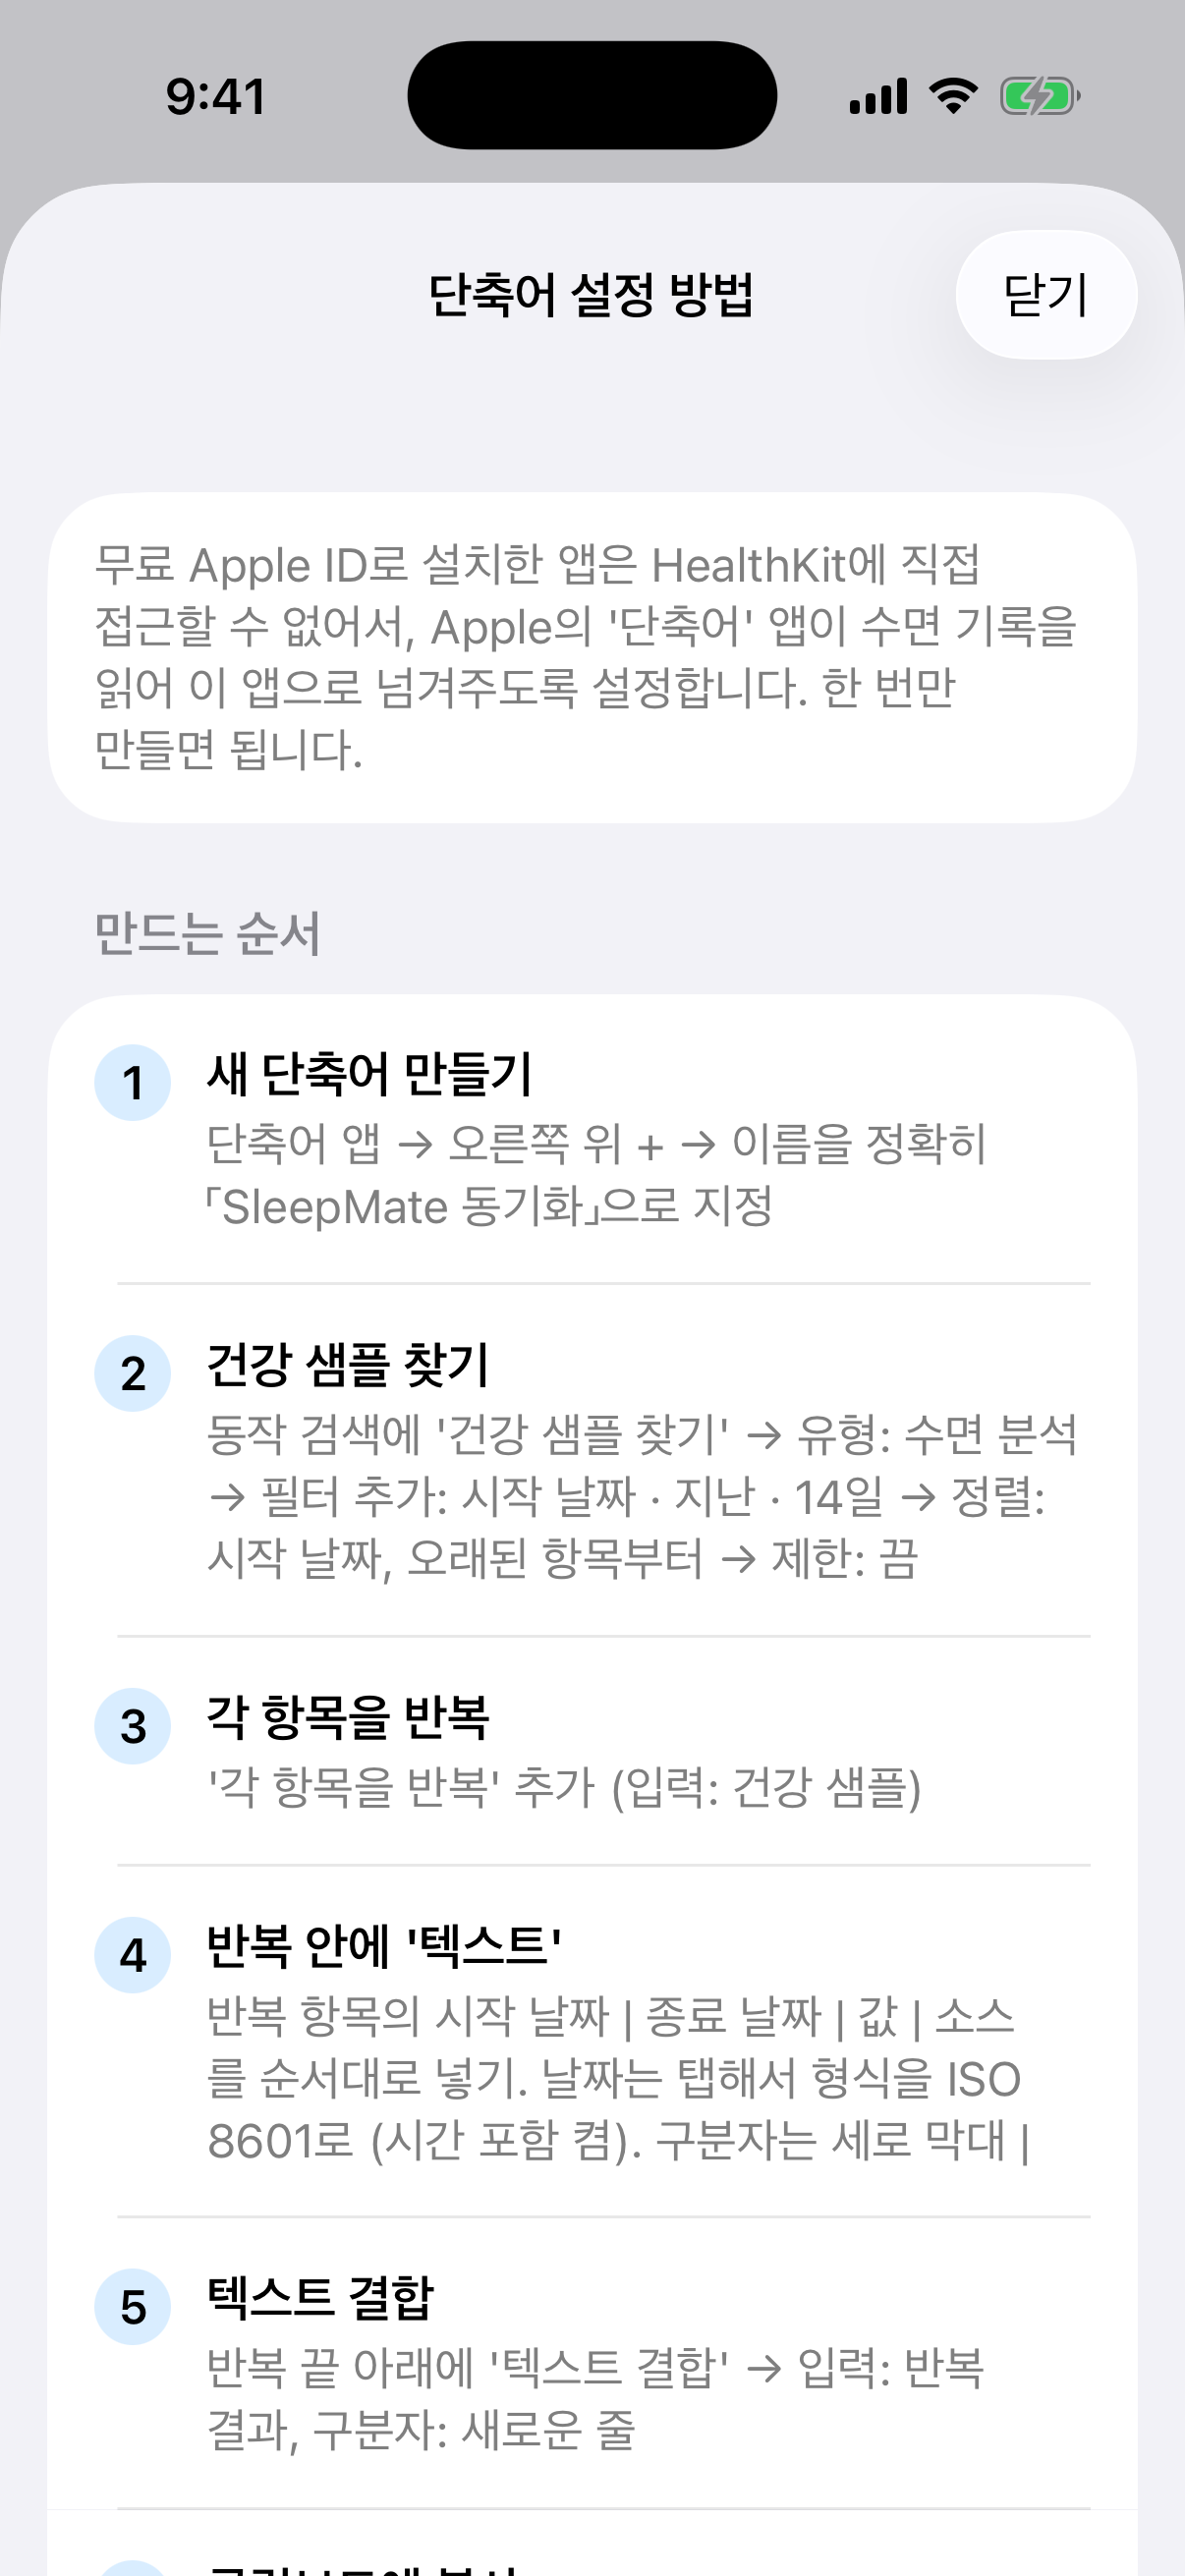 9:41
단축어 설정 방법
닫기
무료 Apple ID로 설치한 앱은 HealthKit에 직접
접근할 수 없어서, Apple의 '단축어' 앱이 수면 기록을
읽어 이 앱으로 넘겨주도록 설정합니다. 한 번만
만들면 됩니다.
만드는 순서
1
새 단축어 만들기
단축어 앱 → 오른쪽 위 + → 이름을 정확히
「SleepMate 동기화」으로 지정
2
건강 샘플 찾기
동작 검색에 '건강 샘플 찾기' → 유형: 수면 분석
→ 필터 추가: 시작 날짜 · 지난 · 14일 → 정렬:
시작 날짜, 오래된 항목부터 → 제한: 끔
3
각 항목을 반복
'각 항목을 반복' 추가 (입력: 건강 샘플)
4
반복 안에 '텍스트'
반복 항목의 시작 날짜 | 종료 날짜 | 값 | 소스
를 순서대로 넣기. 날짜는 탭해서 형식을 ISO
8601로 (시간 포함 켬). 구분자는 세로 막대 |
5
텍스트 결합
반복 끝 아래에 '텍스트 결합' → 입력: 반복
결과, 구분자: 새로운 줄